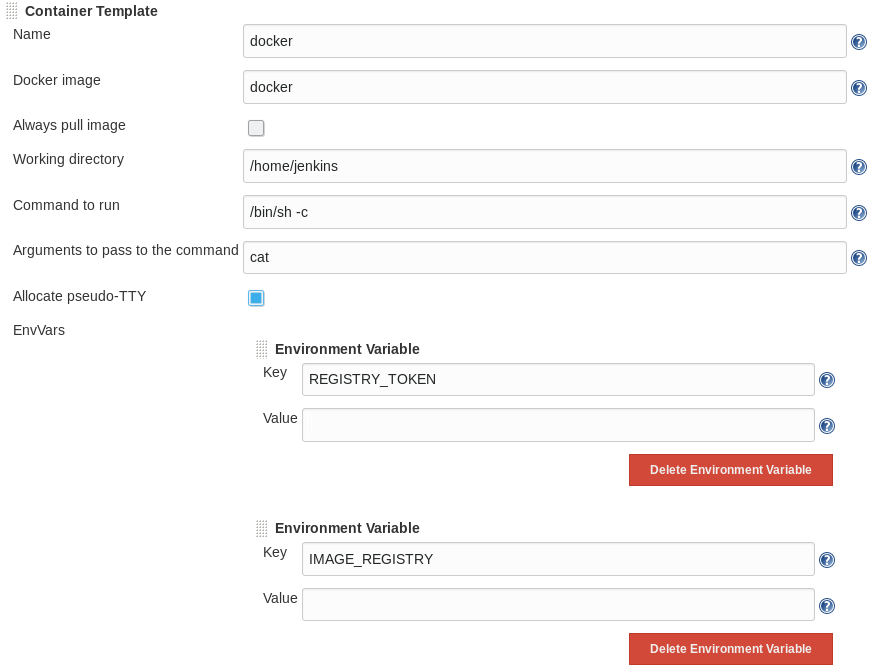 Container Template
Name
docker
Docker image
docker
Always pull image
Working directory
/home/jenkins
Command to run
/bin/sh -c
Arguments to pass to the command
cat
Allocate pseudo-TTY
EnvVars
Environment Variable
Key
REGISTRY_TOKEN
Value
Delete Environment Variable
Environment Variable
Key
IMAGE_REGISTRY
Value
Delete Environment Variable